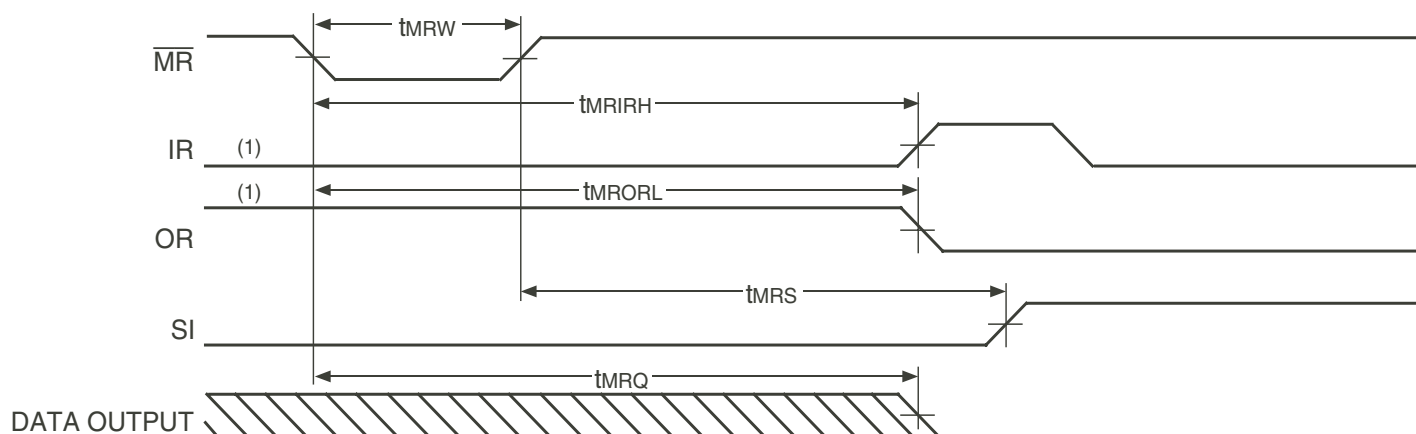 tMRW
MR
tMRIRH
IR (1)
(1)
tMRORL
OR
tMRS
SI
tMRQ
DATA OUTPUT